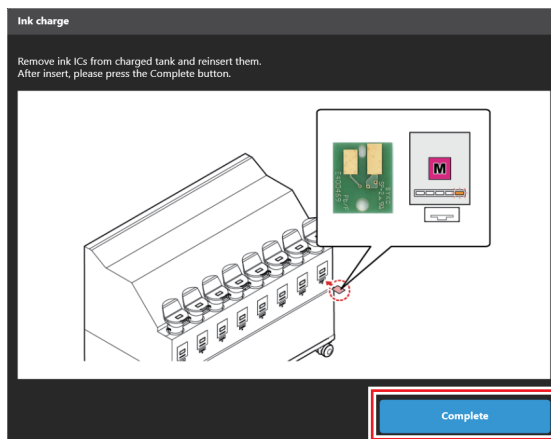 Ink charge
Remove ink ICs from charged tank and reinsert them.
After insert, please press the Complete button.
M
Complete